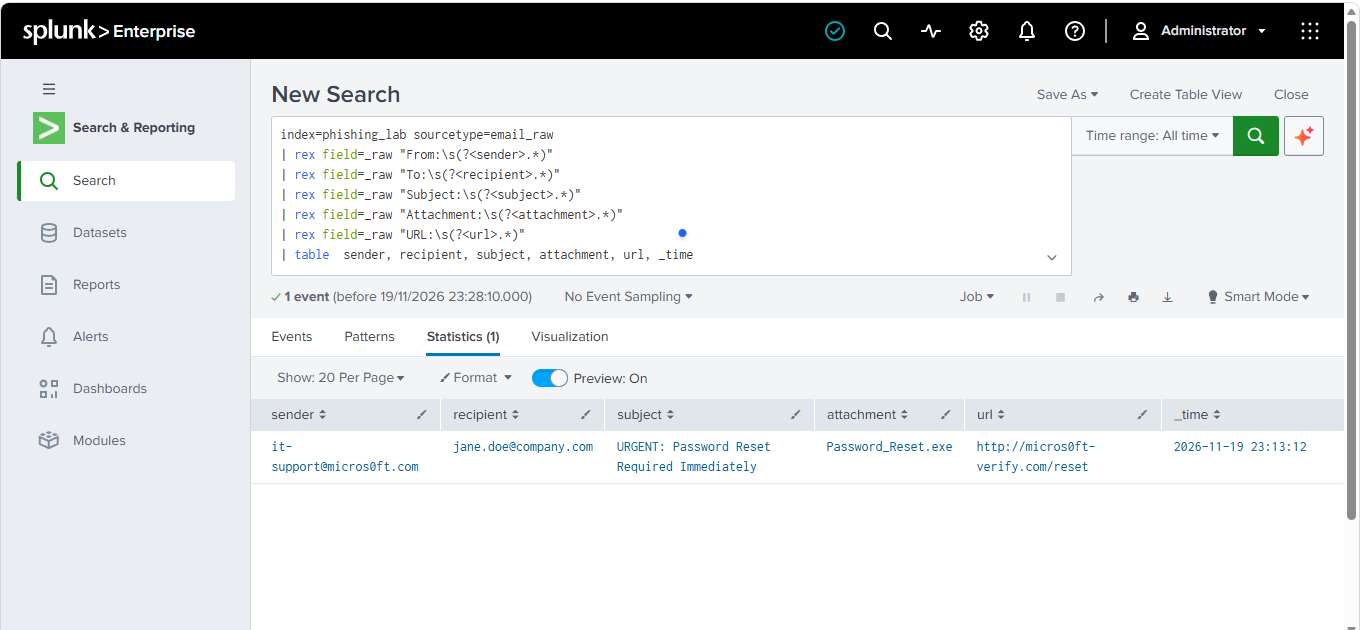 splunk> Enterprise
Administrator
Search & Reporting
Search
Datasets
Reports
Alerts
Dashboards
Modules
New Search
Save As
Create Table View
Close
index=phishing_lab sourcetype=email_raw
| rex field=_raw "From:\s(?<sender>.*)"
| rex field=_raw "To:\s(?<recipient>.*)"
| rex field=_raw "Subject:\s(?<subject>.*)"
| rex field=_raw "Attachment:\s(?<attachment>.*)"
| rex field=_raw "URL:\s(?<url>.*)"
| table  sender, recipient, subject, attachment, url, _time
Time range: All time
1 event (before 19/11/2026 23:28:10.000)
No Event Sampling
Job
Smart Mode
Events
Patterns
Statistics (1)
Visualization
Show: 20 Per Page
Format
Preview: On
sender
recipient
subject
attachment
url
_time
it-
support@micros0ft.com
jane.doe@company.com
URGENT: Password Reset
Required Immediately
Password_Reset.exe
http://micros0ft-
verify.com/reset
2026-11-19 23:13:12